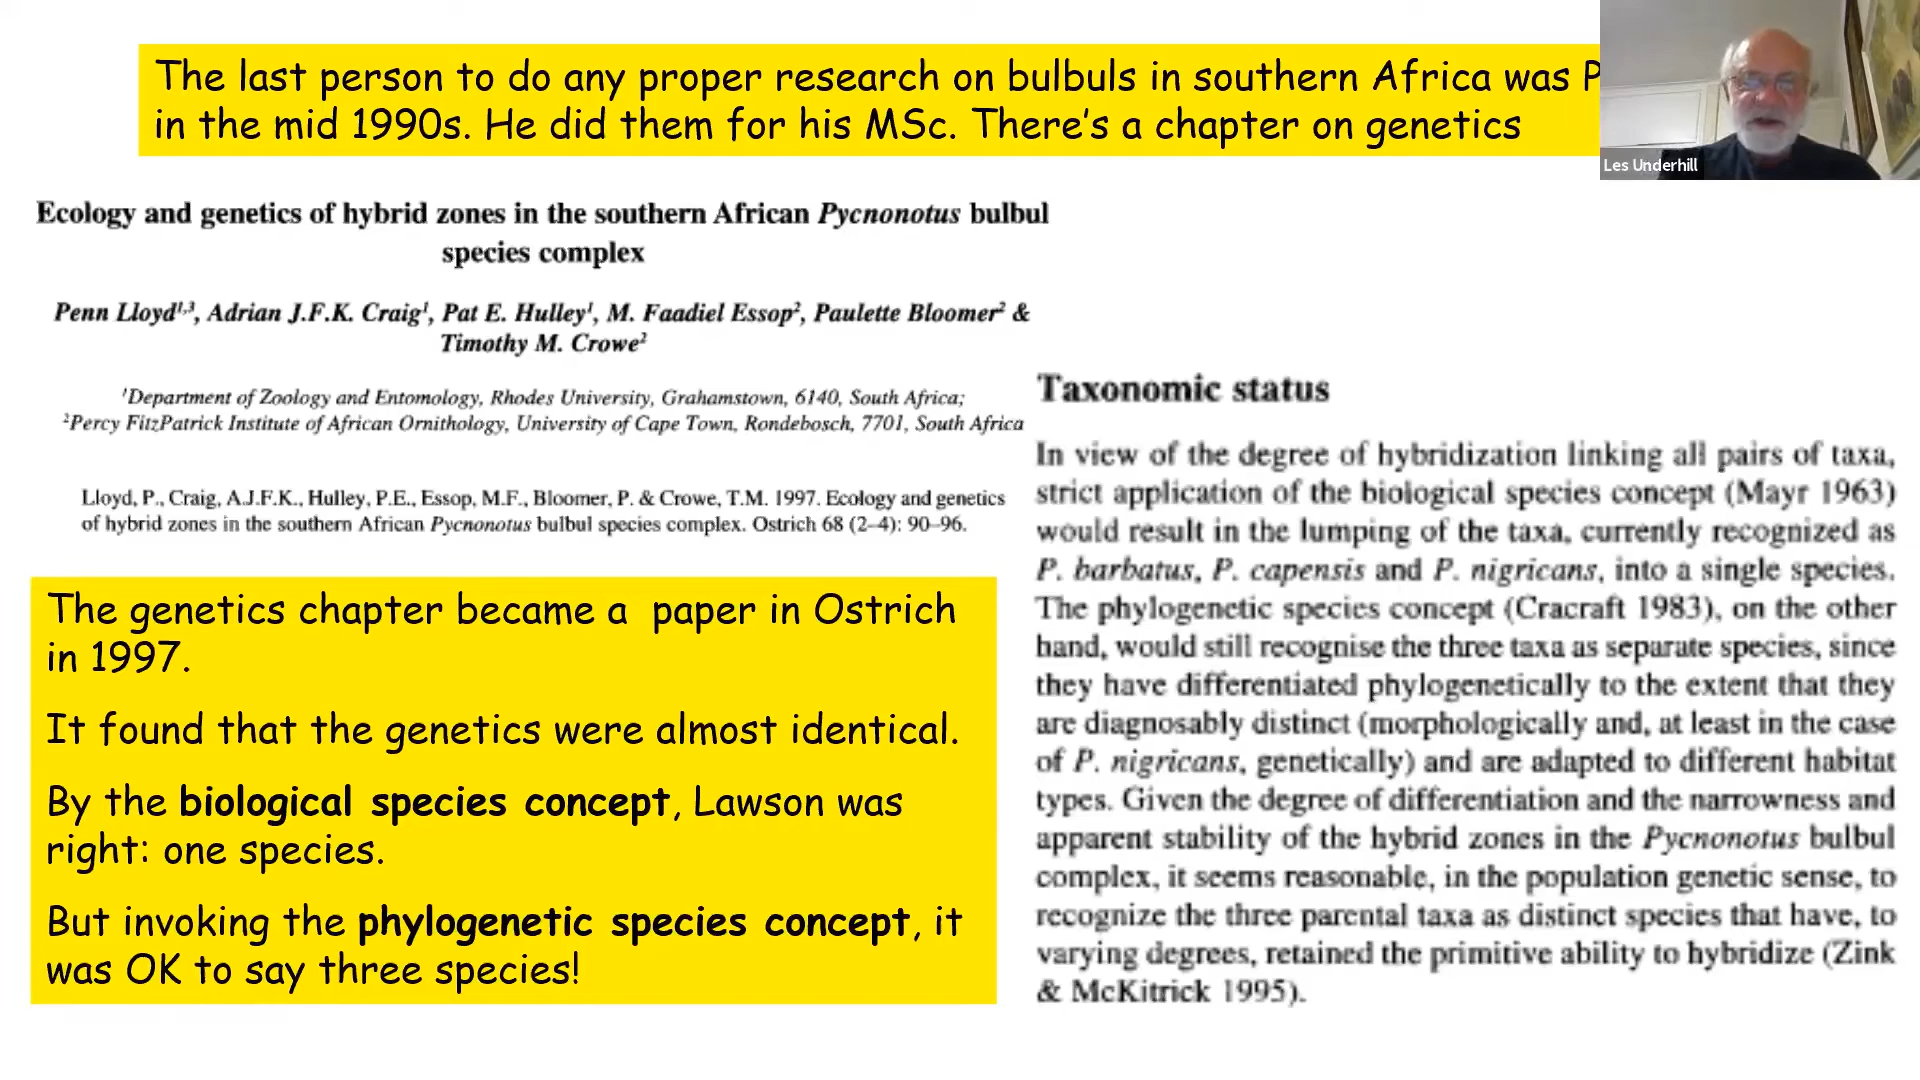 The last person to do any proper research on bulbuls in southern Africa was P
in the mid 1990s. He did them for his MSc. There's a chapter on genetics
Les Underhill
Ecology and genetics of hybrid zones in the southern African Pycnonotus bulbul
species complex
Penn Lloyd¹,³, Adrian J.F.K. Craig¹, Pat E. Hulley¹, M. Faadiel Essop², Paulette Bloomer² &
Timothy M. Crowe²
¹Department of Zoology and Entomology, Rhodes University, Grahamstown, 6140, South Africa;
²Percy FitzPatrick Institute of African Ornithology, University of Cape Town, Rondebosch, 7701, South Africa
Lloyd, P., Craig, A.J.F.K., Hulley, P.E., Essop, M.F., Bloomer, P. & Crowe, T.M. 1997. Ecology and genetics
of hybrid zones in the southern African Pycnonotus bulbul species complex. Ostrich 68 (2–4): 90–96.
The genetics chapter became a paper in Ostrich
in 1997.
It found that the genetics were almost identical.
By the biological species concept, Lawson was
right: one species.
But invoking the phylogenetic species concept, it
was OK to say three species!
Taxonomic status
In view of the degree of hybridization linking all pairs of taxa,
strict application of the biological species concept (Mayr 1963)
would result in the lumping of the taxa, currently recognized as
P. barbatus, P. capensis and P. nigricans, into a single species.
The phylogenetic species concept (Cracraft 1983), on the other
hand, would still recognise the three taxa as separate species, since
they have differentiated phylogenetically to the extent that they
are diagnosably distinct (morphologically and, at least in the case
of P. nigricans, genetically) and are adapted to different habitat
types. Given the degree of differentiation and the narrowness and
apparent stability of the hybrid zones in the Pycnonotus bulbul
complex, it seems reasonable, in the population genetic sense, to
recognize the three parental taxa as distinct species that have, to
varying degrees, retained the primitive ability to hybridize (Zink
& McKitrick 1995).